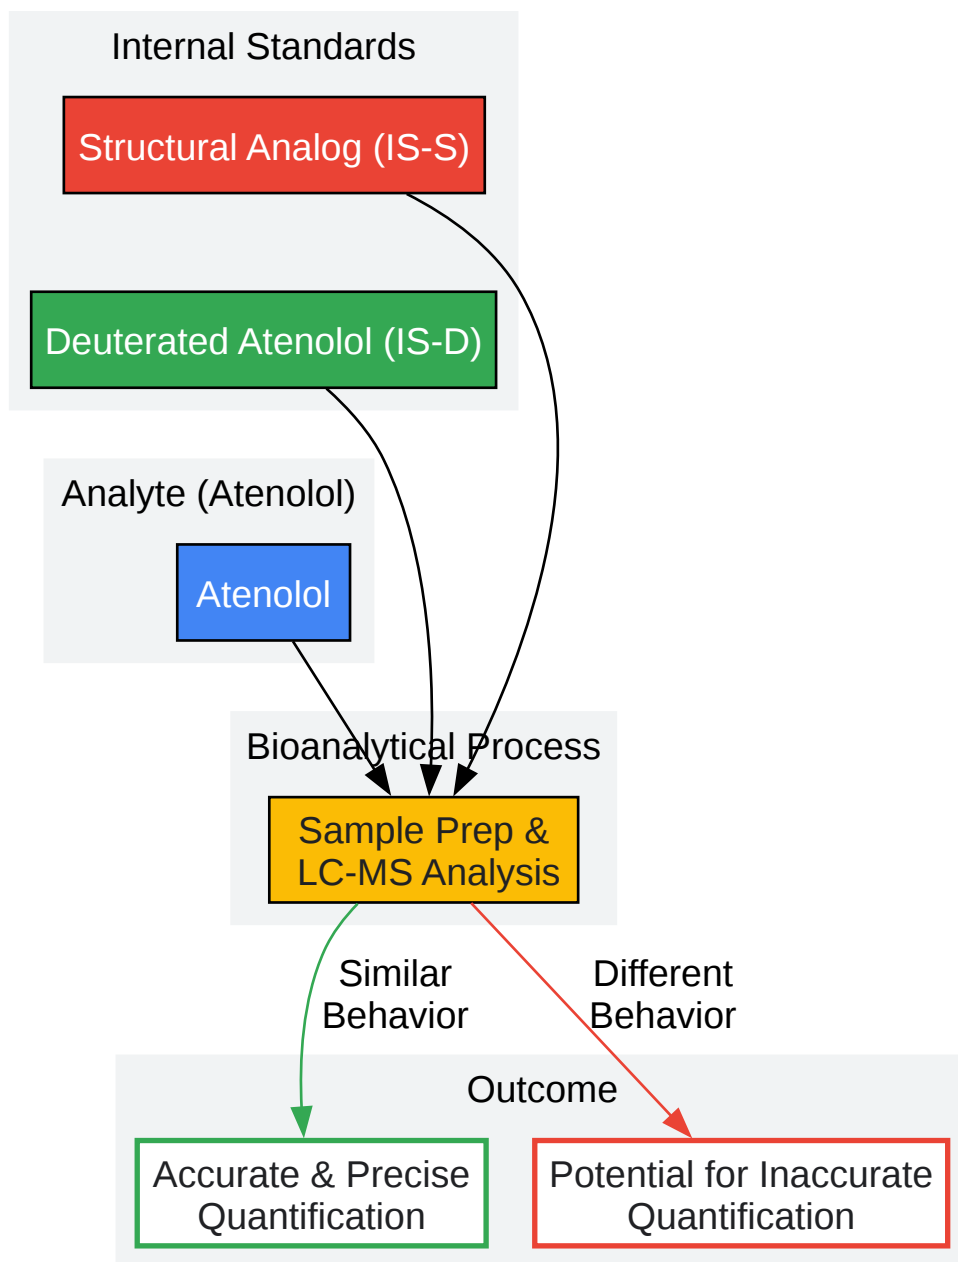 Internal Standards
Structural Analog (IS-S)
Deuterated Atenolol (IS-D)
Analyte (Atenolol)
Atenolol
Bioanalytical Process
Sample Prep &
LC-MS Analysis
Similar
Behavior
Different
Behavior
Outcome
Accurate & Precise
Quantification
Potential for Inaccurate
Quantification